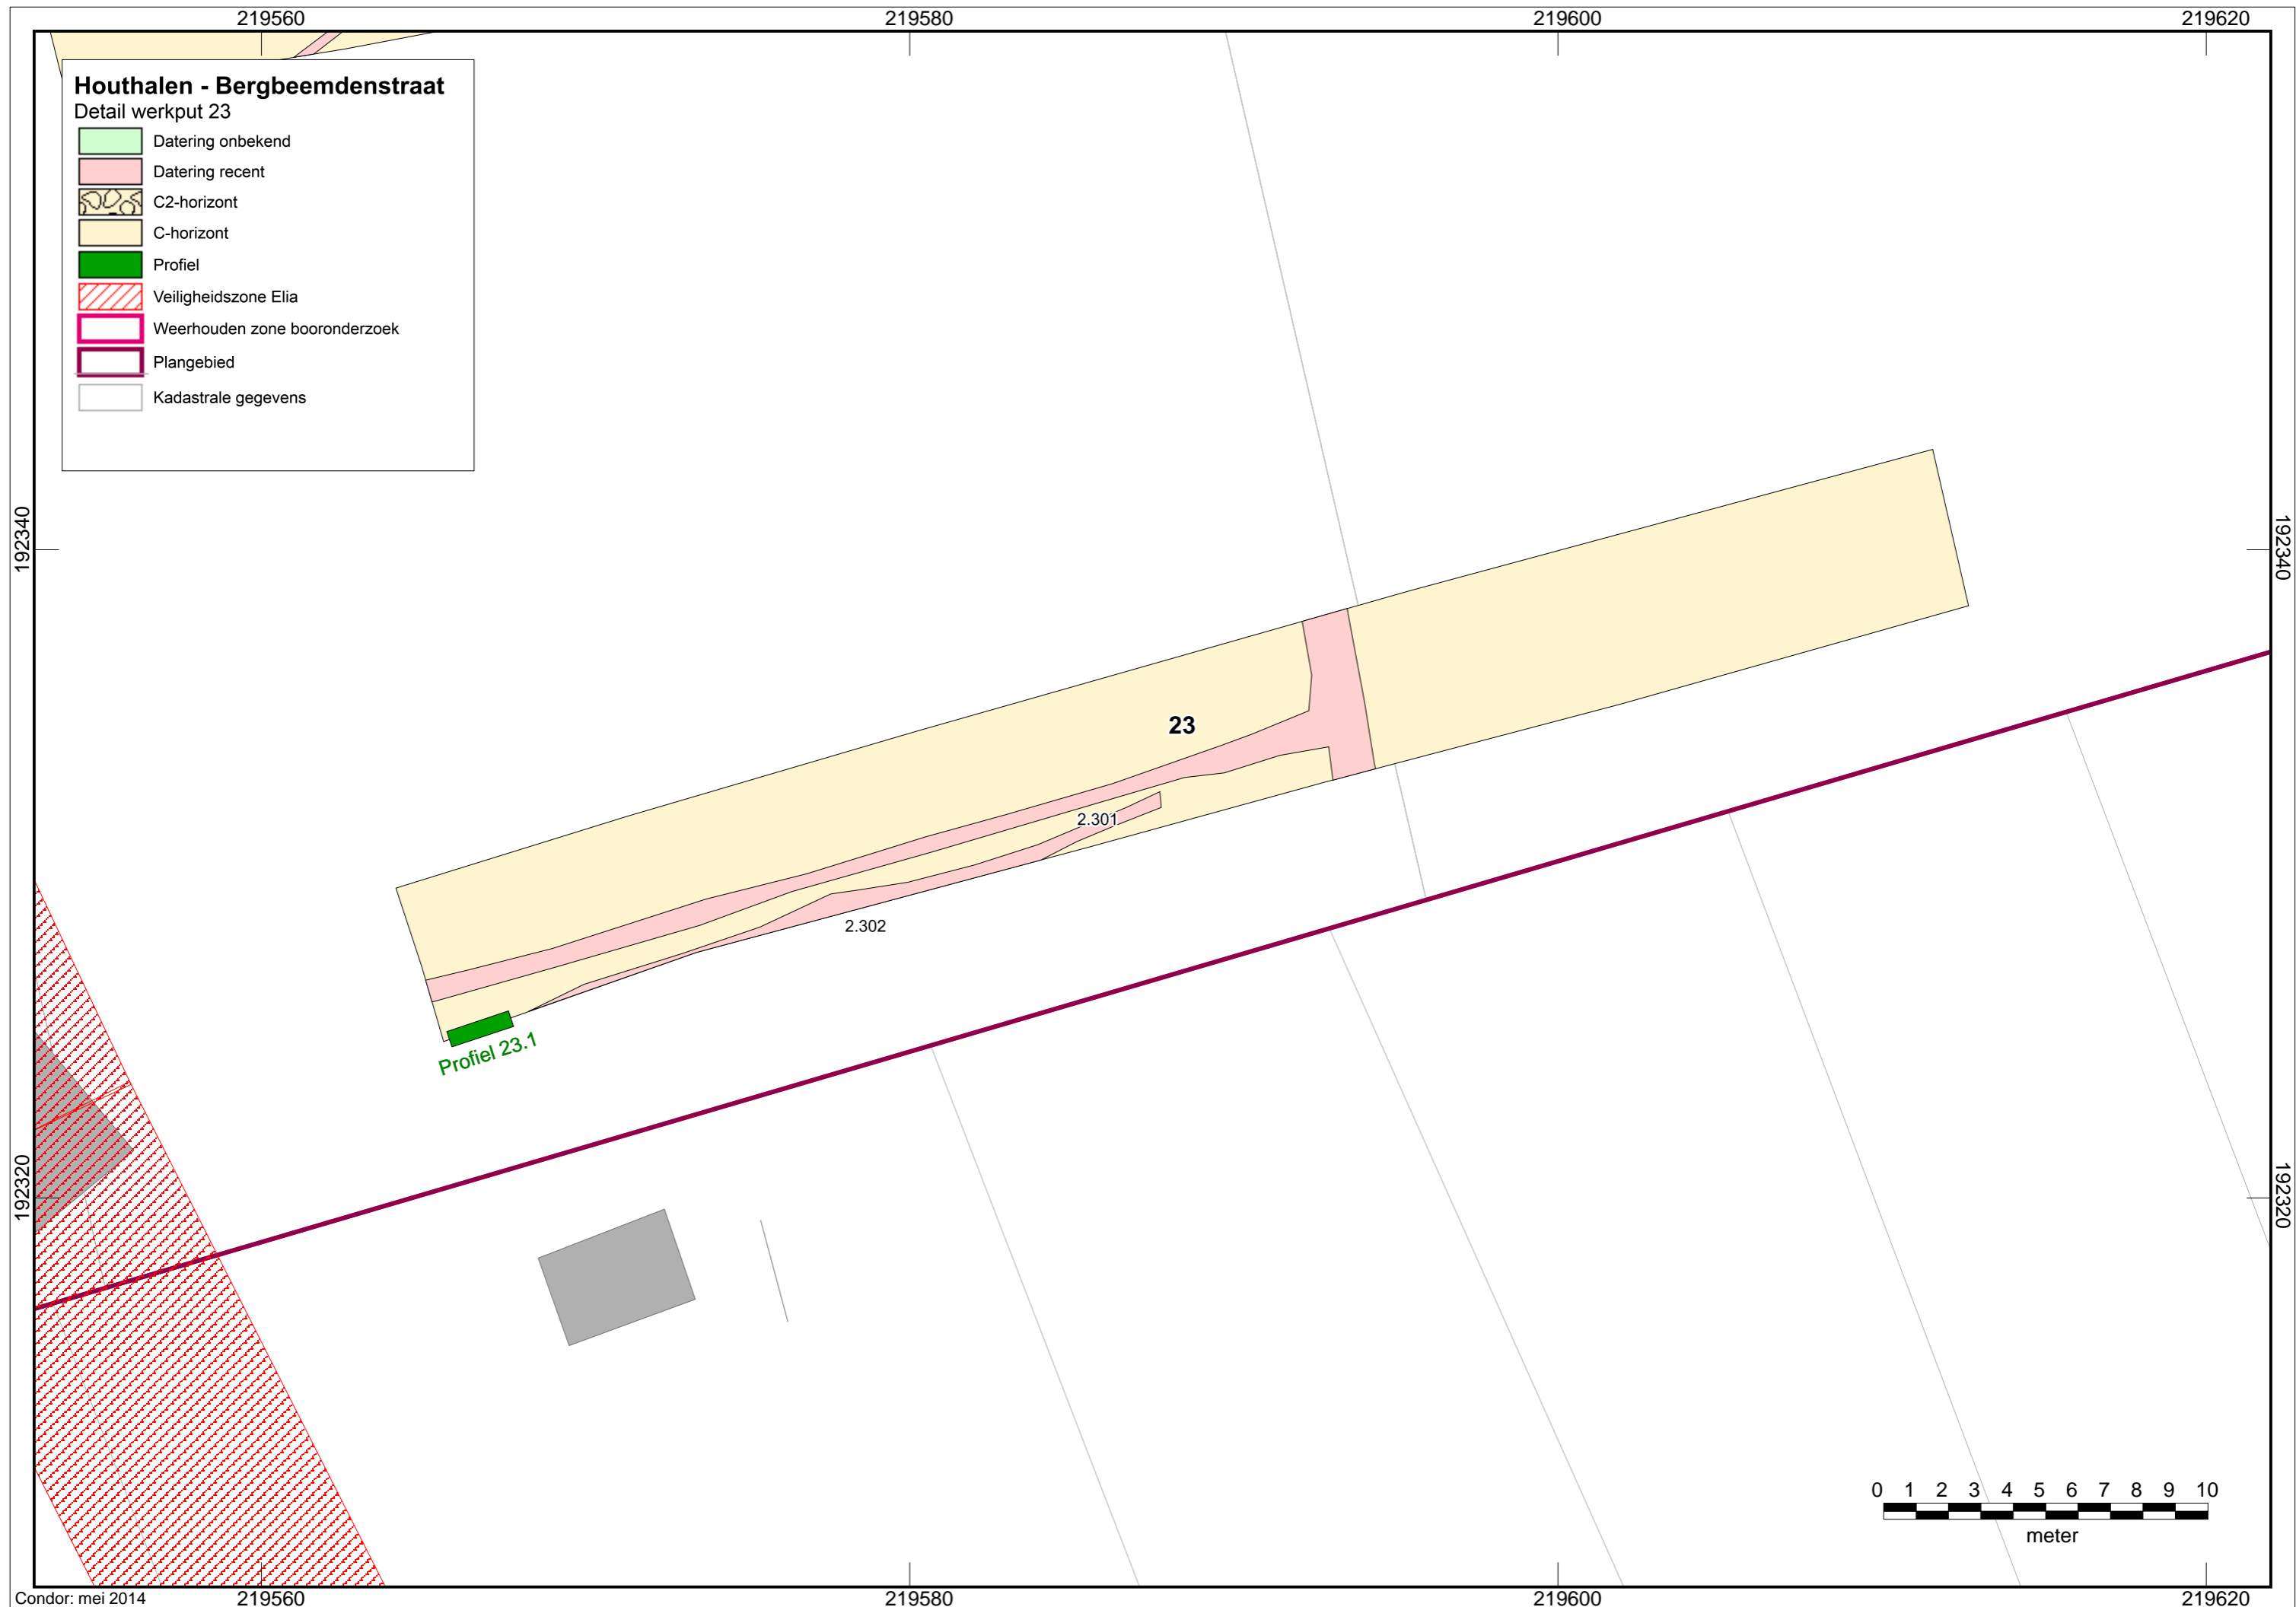 219560 219580 219600 219620
Houthalen - Bergbeemdenstraat
Detail werkput 23
Datering onbekend
Datering recent
C2-horizont
C-horizont
Profiel
Veiligheidszone Elia
Weerhouden zone booronderzoek
Plangebied
Kadastrale gegevens
192340 192340
23
2.301
2.302
Profiel 23.1
192320 192320
0 1 2 3 4 5 6 7 8 9 10
meter
Condor: mei 2014
219560 219580 219600 219620